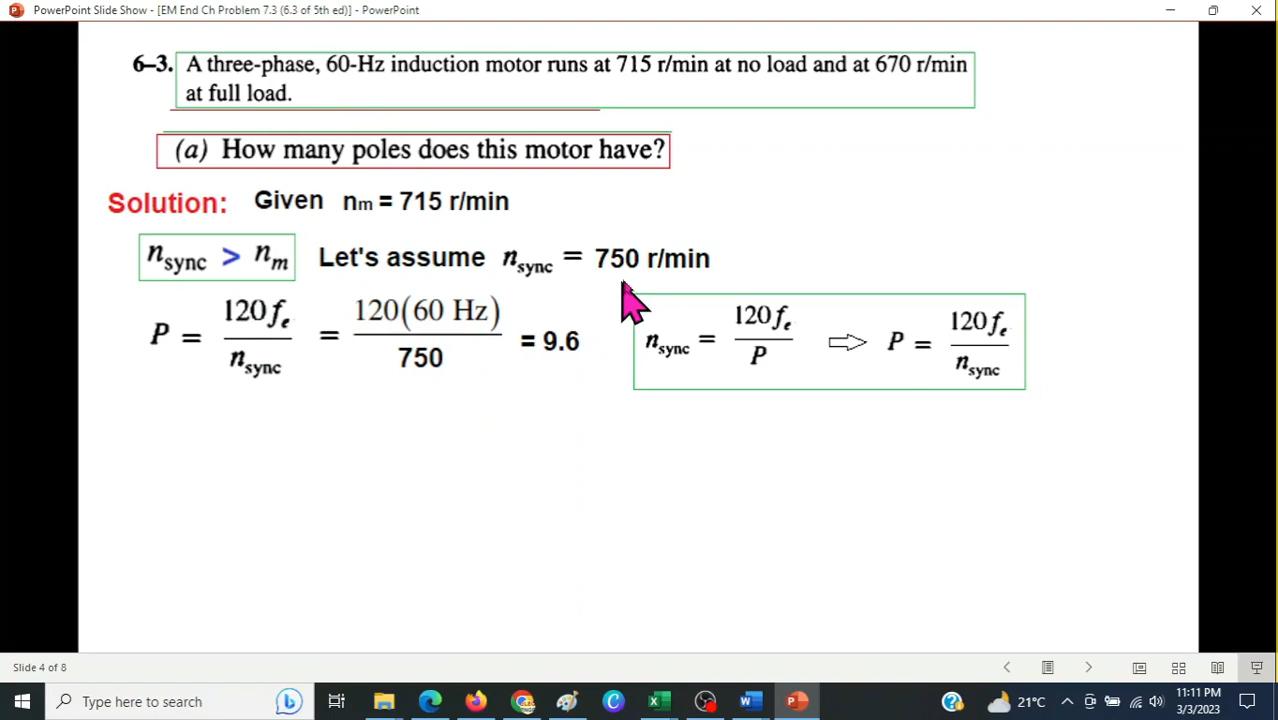 PowerPoint Slide Show - [EM End Ch Problem 7.3 (6.3 of 5th ed)] - PowerPoint
6–3. A three-phase, 60-Hz induction motor runs at 715 r/min at no load and at 670 r/min
at full load.
(a) How many poles does this motor have?
Solution: Given nm = 715 r/min
nsync > nm Let's assume nsync = 750 r/min
P = 120fe / nsync = 120(60 Hz) / 750 = 9.6
nsync = 120fe / P ⇨ P = 120fe / nsync
Slide 4 of 8
Type here to search
21°C
11:11 PM
3/3/2023